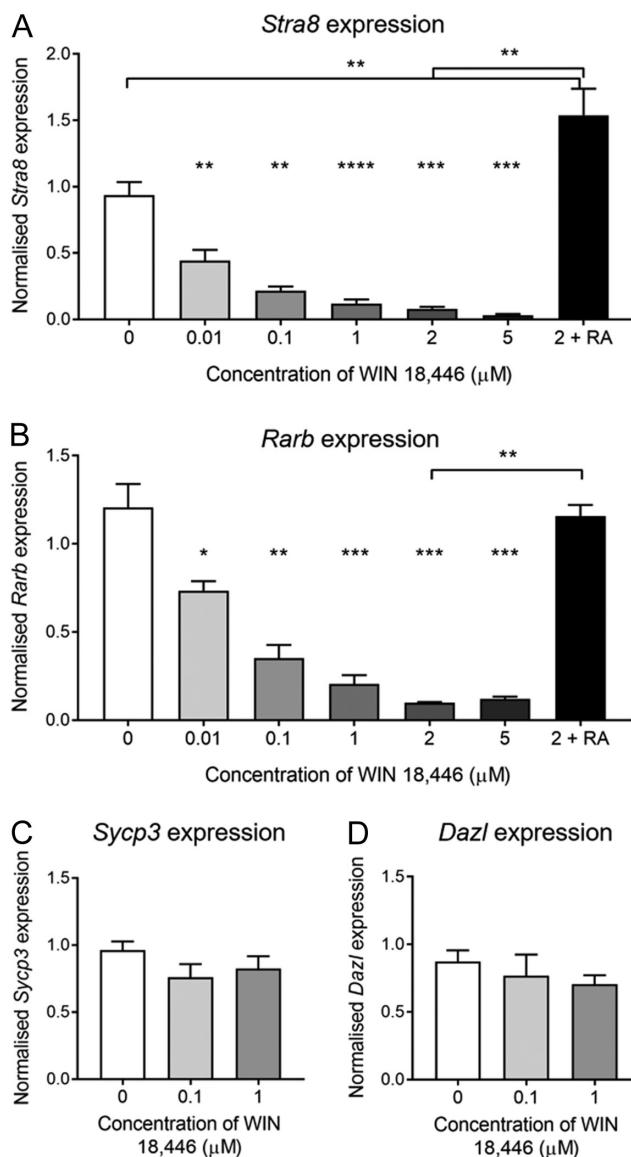 A
Stra8 expression
Normalised Stra8 expression
2.0
1.5
1.0
0.5
0.0
** **
** ** **** *** ***
0 0.01 0.1 1 2 5 2 + RA
Concentration of WIN 18,446 (μM)
B
Rarb expression
Normalised Rarb expression
1.5
1.0
0.5
0.0
**
* ** *** *** ***
0 0.01 0.1 1 2 5 2 + RA
Concentration of WIN 18,446 (μM)
C
Sycp3 expression
Normalised Sycp3 expression
1.5
1.0
0.5
0.0
0 0.1 1
Concentration of WIN
18,446 (μM)
D
Dazl expression
Normalised Dazl expression
1.5
1.0
0.5
0.0
0 0.1 1
Concentration of WIN
18,446 (μM)